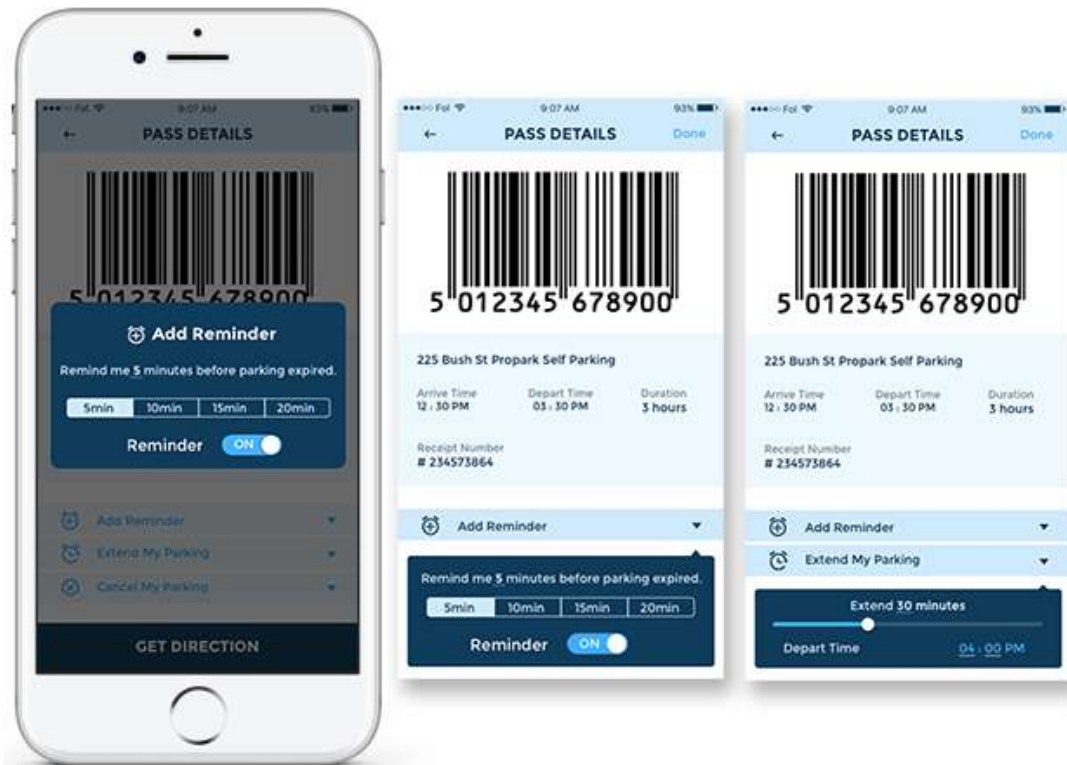 ●●●○○ Fol 9:07 AM 93%
PASS DETAILS
5 012345 678900
Add Reminder
Remind me 5 minutes before parking expired.
5min 10min 15min 20min
Reminder ON
Add Reminder
Extend My Parking
Cancel My Parking
GET DIRECTION
●●●○○ Fol 9:07 AM 93%
PASS DETAILS Done
5 012345 678900
225 Bush St Propark Self Parking
Arrive Time Depart Time Duration
12 : 30 PM 03 : 30 PM 3 hours
Receipt Number
# 234573864
Add Reminder
Remind me 5 minutes before parking expired.
5min 10min 15min 20min
Reminder ON
●●●○○ Fol 9:07 AM 93%
PASS DETAILS Done
5 012345 678900
225 Bush St Propark Self Parking
Arrive Time Depart Time Duration
12 : 30 PM 03 : 30 PM 3 hours
Receipt Number
# 234573864
Add Reminder
Extend My Parking
Extend 30 minutes
Depart Time 04 : 00 PM